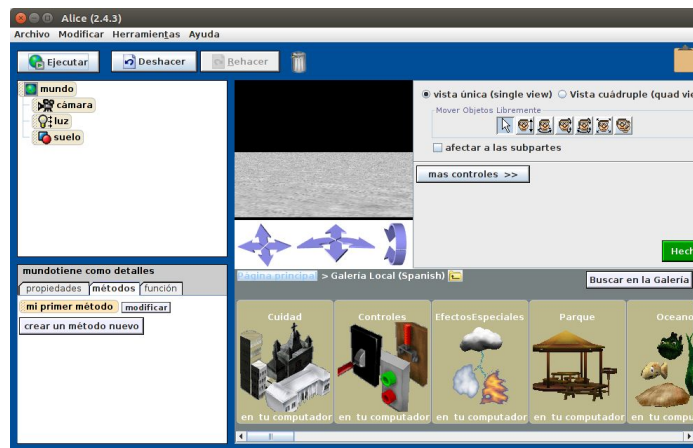 Alice (2.4.3)
Archivo Modificar Herramientas Ayuda
Ejecutar Deshacer Rehacer
mundo
cámara
luz
suelo
vista única (single view) Vista cuádruple (quad vie
Mover Objetos Libremente
afectar a las subpartes
mas controles >>
Hech
mundotiene como detalles
propiedades métodos función
mi primer método modificar
crear un método nuevo
Página principal > Galería Local (Spanish)
Buscar en la Galería
Cuidad Controles EfectosEspeciales Parque Oceano
en tu computador en tu computador en tu computador en tu computador en tu computa